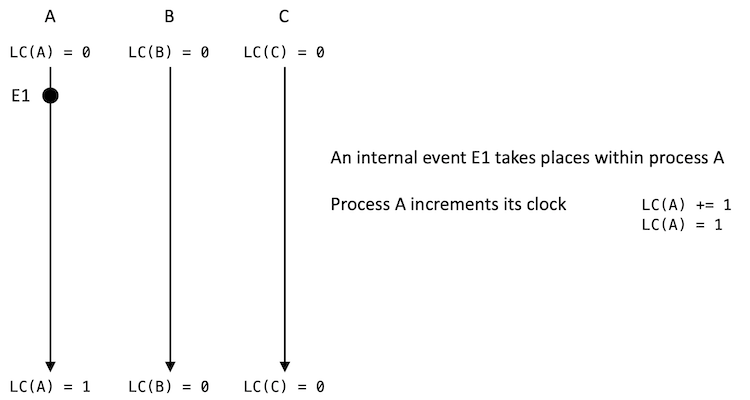 A B C
LC(A) = 0 LC(B) = 0 LC(C) = 0
E1
An internal event E1 takes places within process A
Process A increments its clock LC(A) += 1
LC(A) = 1
LC(A) = 1 LC(B) = 0 LC(C) = 0